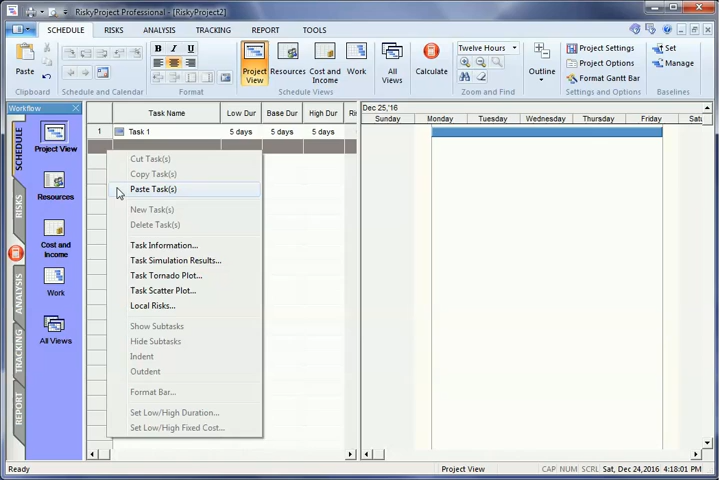 RiskyProject Professional - [RiskyProject2]
SCHEDULE RISKS ANALYSIS TRACKING REPORT TOOLS
Paste
Clipboard
B I U
Format
Project View
Resources
Cost and Income
Work
Schedule Views
All Views
Calculate
Twelve Hours
Zoom and Find
Outline
Project Settings
Project Options
Format Gantt Bar
Settings and Options
Set
Manage
Baselines
Workflow
SCHEDULE
RISKS
ANALYSIS
TRACKING
REPORT
Project View
Resources
Cost and Income
Work
All Views
Task Name Low Dur Base Dur High Dur
1 Task 1 5 days 5 days 5 days
Cut Task(s)
Copy Task(s)
Paste Task(s)
New Task(s)
Delete Task(s)
Task Information...
Task Simulation Results...
Task Tornado Plot...
Task Scatter Plot...
Local Risks...
Show Subtasks
Hide Subtasks
Indent
Outdent
Format Bar...
Set Low/High Duration...
Set Low/High Fixed Cost...
Dec 25,'16
Sunday Monday Tuesday Wednesday Thursday Friday Satu
Ready
Project View
CAP NUM SCRL Sat, Dec 24,2016 4:18:01 PM